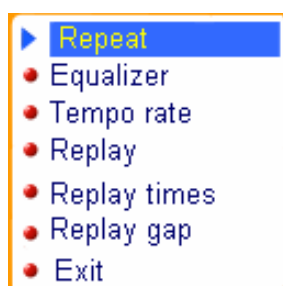 Repeat
Equalizer
Tempo rate
Replay
Replay times
Replay gap
Exit